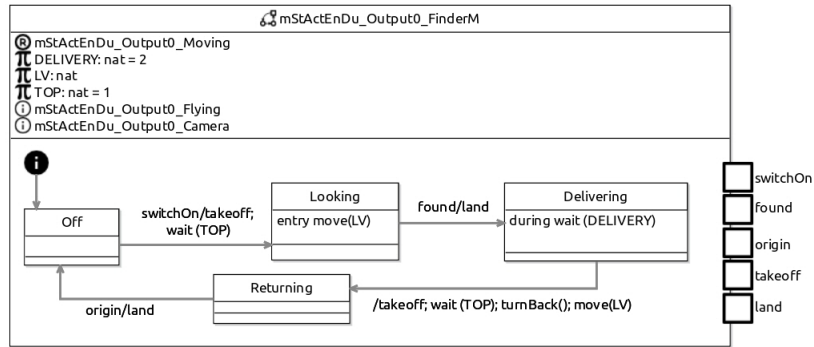 mStActEnDu_Output0_FinderM
R mStActEnDu_Output0_Moving
π DELIVERY: nat = 2
π LV: nat
π TOP: nat = 1
i mStActEnDu_Output0_Flying
i mStActEnDu_Output0_Camera
i
Off
switchOn/takeoff;
wait (TOP)
Looking
entry move(LV)
found/land
Delivering
during wait (DELIVERY)
/takeoff; wait (TOP); turnBack(); move(LV)
Returning
origin/land
switchOn
found
origin
takeoff
land